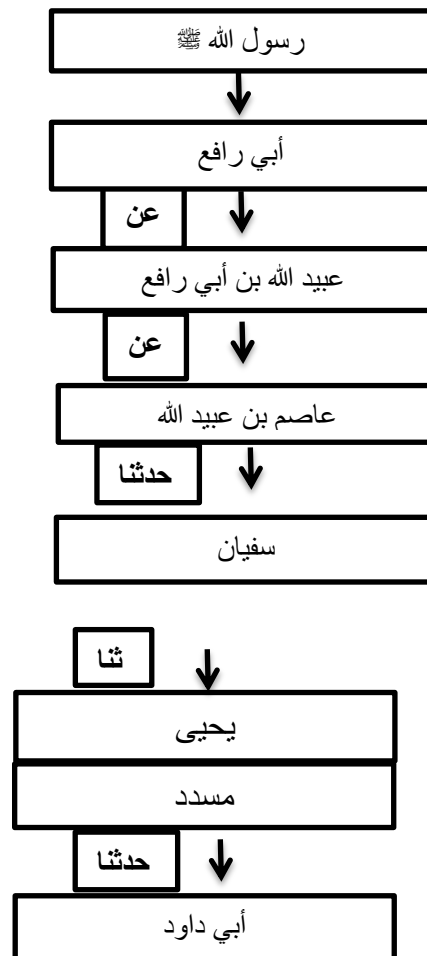 رسول الله ﷺ
أبي رافع
عن
عبيد الله بن أبي رافع
عن
عاصم بن عبيد الله
حدثنا
سفيان
ثنا
يحيى
مسدد
حدثنا
أبي داود